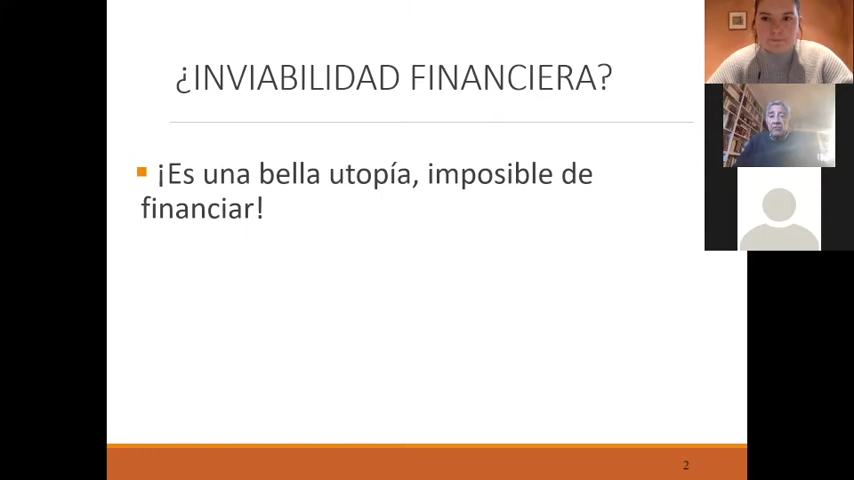 ¿INVIABILIDAD FINANCIERA?
¡Es una bella utopía, imposible de
financiar!
2